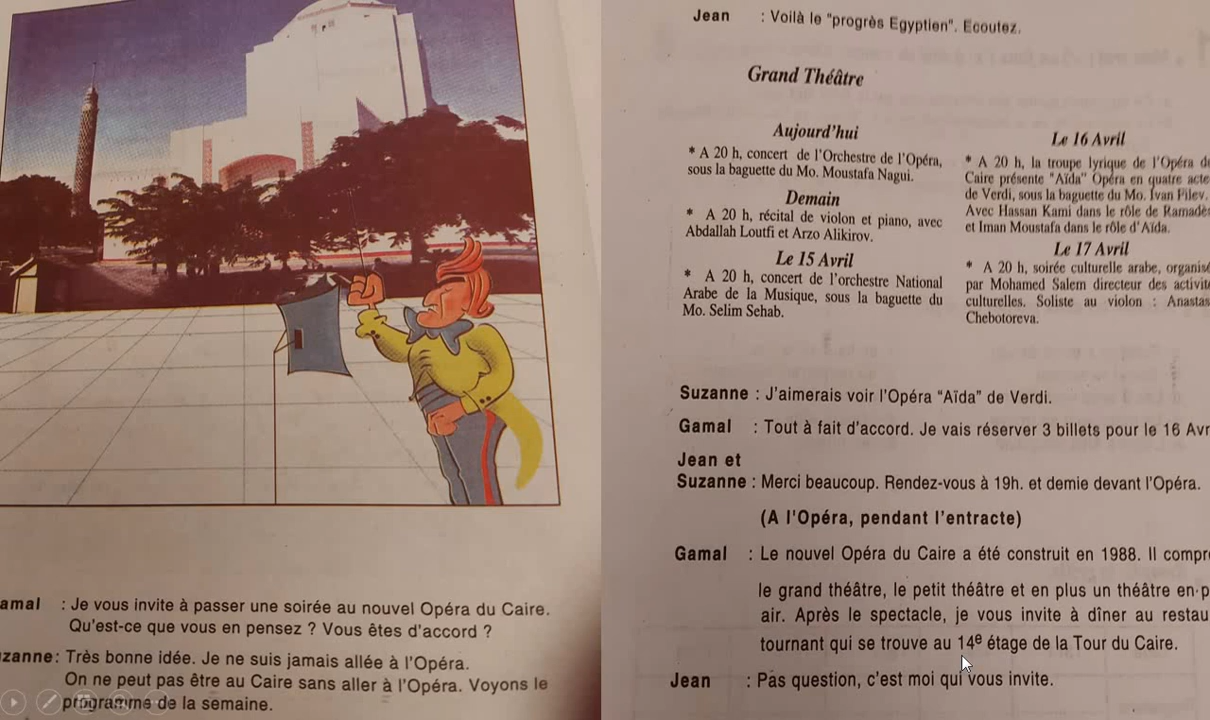 amal : Je vous invite à passer une soirée au nouvel Opéra du Caire.
Qu'est-ce que vous en pensez ? Vous êtes d'accord ?
zanne: Très bonne idée. Je ne suis jamais allée à l'Opéra.
On ne peut pas être au Caire sans aller à l'Opéra. Voyons le
programme de la semaine.
Jean : Voilà le "progrès Egyptien". Ecoutez.
Grand Théâtre
Aujourd'hui
* A 20 h, concert de l'Orchestre de l'Opéra,
sous la baguette du Mo. Moustafa Nagui.
Demain
* A 20 h, récital de violon et piano, avec
Abdallah Loutfi et Arzo Alikirov.
Le 15 Avril
* A 20 h, concert de l'orchestre National
Arabe de la Musique, sous la baguette du
Mo. Selim Sehab.
Le 16 Avril
* A 20 h, la troupe lyrique de l'Opéra d
Caire présente "Aïda" Opéra en quatre acte
de Verdi, sous la baguette du Mo. Ivan Filev.
Avec Hassan Kami dans le rôle de Ramadè
et Iman Moustafa dans le rôle d'Aïda.
Le 17 Avril
* A 20 h, soirée culturelle arabe, organis
par Mohamed Salem directeur des activit
culturelles. Soliste au violon : Anastas
Chebotoreva.
Suzanne : J'aimerais voir l'Opéra "Aïda" de Verdi.
Gamal : Tout à fait d'accord. Je vais réserver 3 billets pour le 16 Avr
Jean et
Suzanne : Merci beaucoup. Rendez-vous à 19h. et demie devant l'Opéra.
(A l'Opéra, pendant l'entracte)
Gamal : Le nouvel Opéra du Caire a été construit en 1988. Il compr
le grand théâtre, le petit théâtre et en plus un théâtre en p
air. Après le spectacle, je vous invite à dîner au restau
tournant qui se trouve au 14e étage de la Tour du Caire.
Jean : Pas question, c'est moi qui vous invite.